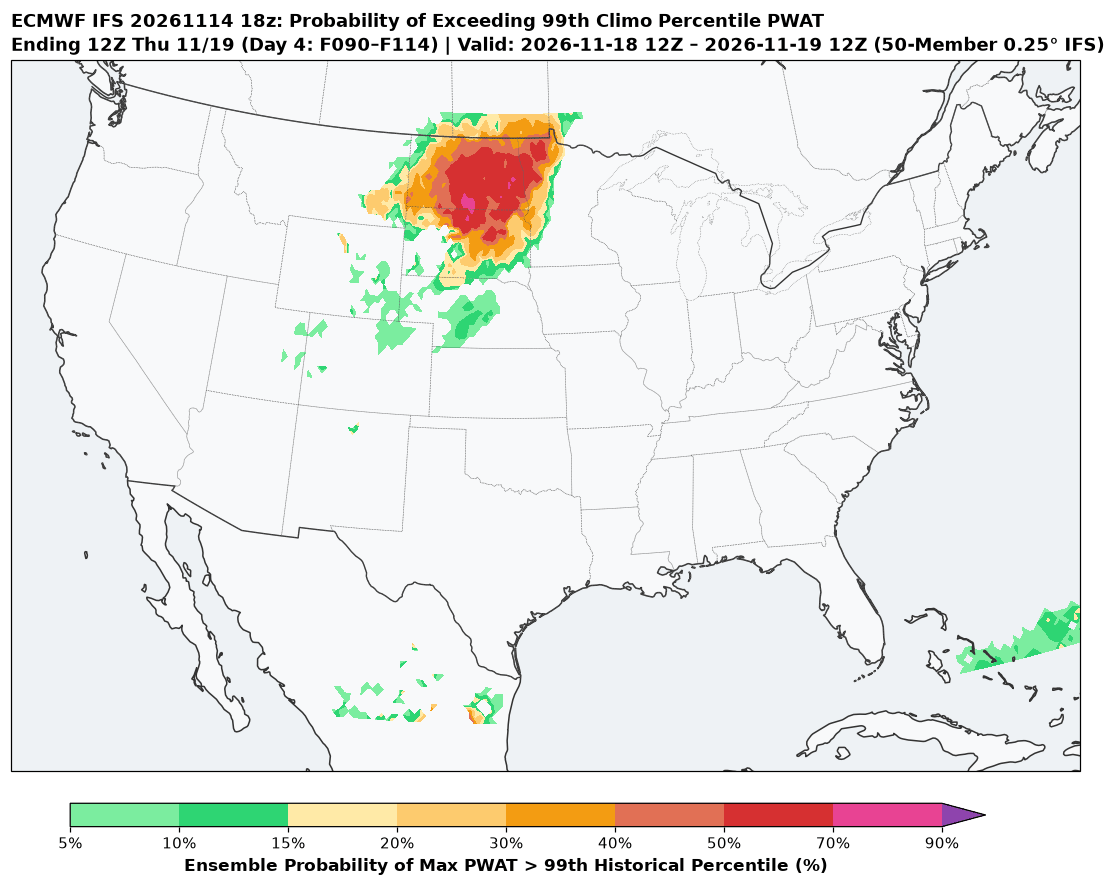 ECMWF IFS 20261114 18z: Probability of Exceeding 99th Climo Percentile PWAT
Ending 12Z Thu 11/19 (Day 4: F090–F114) | Valid: 2026-11-18 12Z – 2026-11-19 12Z (50-Member 0.25° IFS)
5% 10% 15% 20% 30% 40% 50% 70% 90%
Ensemble Probability of Max PWAT > 99th Historical Percentile (%)